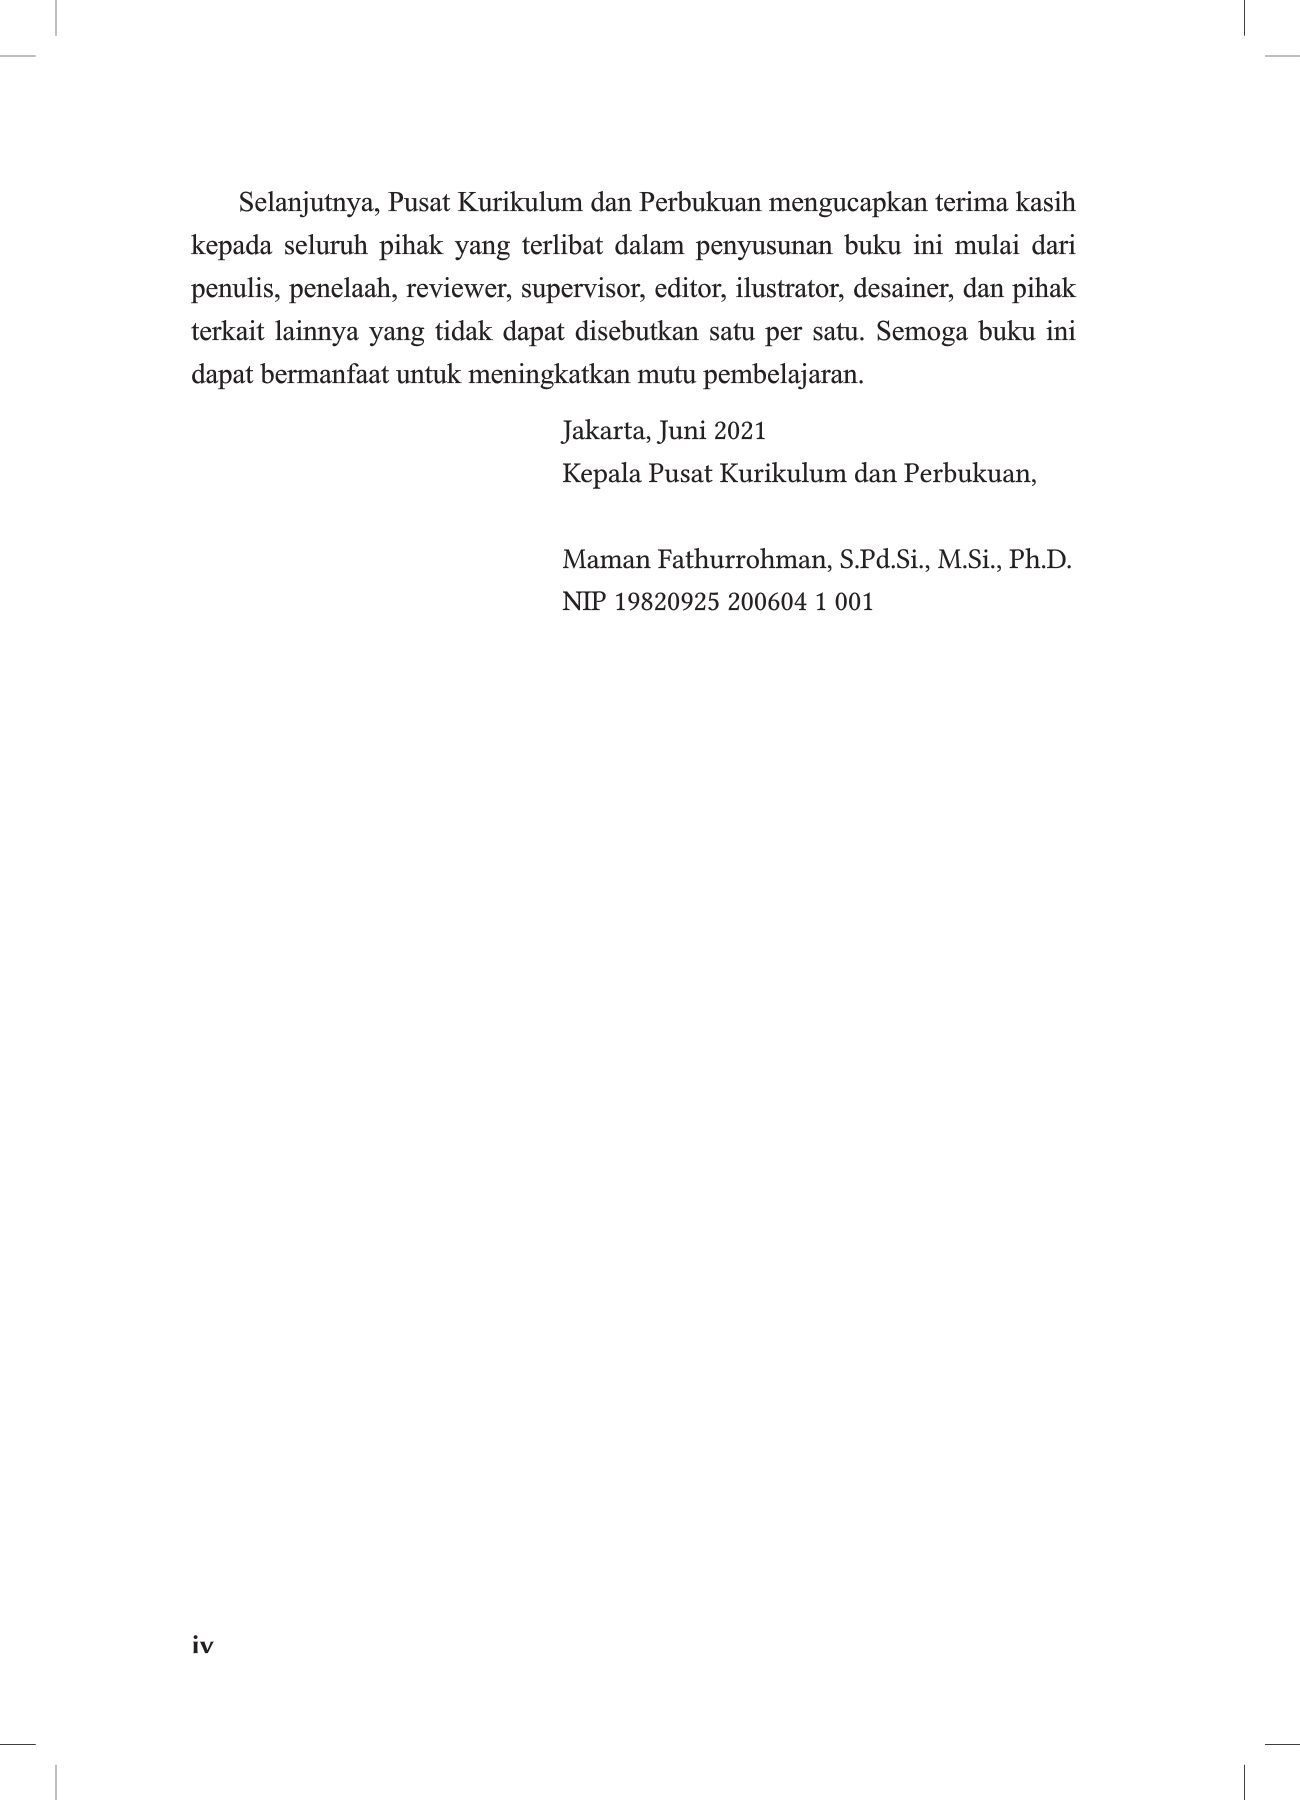 Selanjutnya, Pusat Kurikulum dan Perbukuan mengucapkan terima kasih
kepada seluruh pihak yang terlibat dalam penyusunan buku ini mulai dari
penulis, penelaah, reviewer, supervisor, editor, ilustrator, desainer, dan pihak
terkait lainnya yang tidak dapat disebutkan satu per satu. Semoga buku ini
dapat bermanfaat untuk meningkatkan mutu pembelajaran.
Jakarta, Juni 2021
Kepala Pusat Kurikulum dan Perbukuan,
Maman Fathurrohman, S.Pd.Si., M.Si., Ph.D.
NIP 19820925 200604 1 001
iv